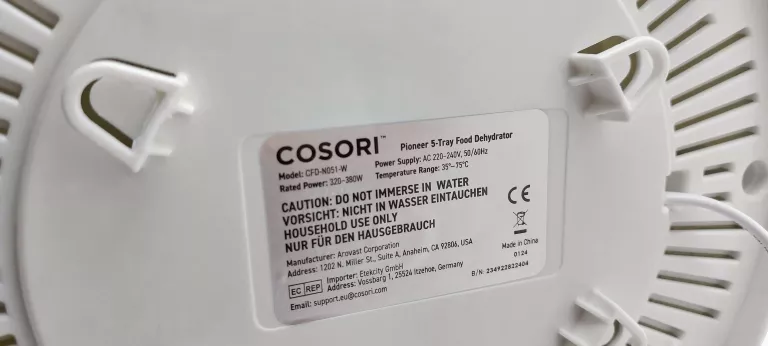 COSORI™ Pioneer 5-Tray Food Dehydrator
Model: CFD-N051-W Power Supply: AC 220-240V, 50/60Hz
Rated Power: 320-380W Temperature Range: 35°-75°C
CAUTION: DO NOT IMMERSE IN WATER
VORSICHT: NICHT IN WASSER EINTAUCHEN
HOUSEHOLD USE ONLY
NUR FÜR DEN HAUSGEBRAUCH
CE
Manufacturer: Arovast Corporation
Address: 1202 N. Miller St., Suite A, Anaheim, CA 92806, USA
Made in China
0124
EC REP Importer: Etekcity GmbH
Address: Vossbarg 1, 25524 Itzehoe, Germany
B/N: 234922822404
Email: support.eu@cosori.com